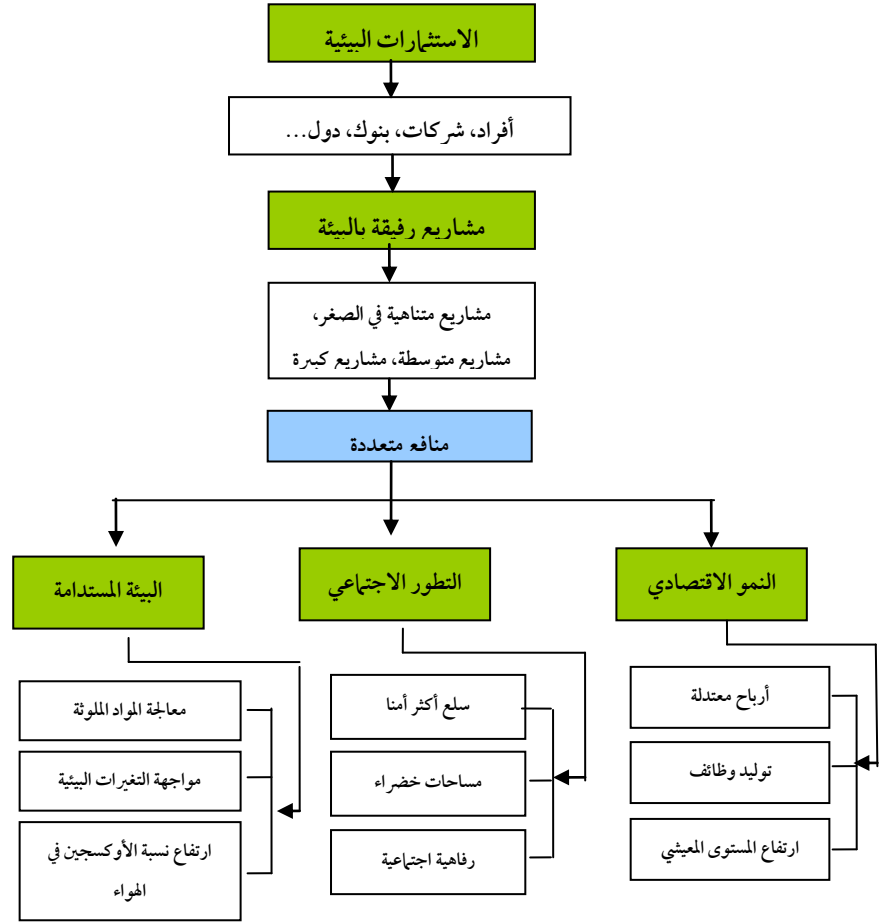 الاستثمارات البيئية
أفراد، شركات، بنوك، دول...
مشاريع رفيقة بالبيئة
مشاريع متناهية في الصغر،
مشاريع متوسطة، مشاريع كبيرة
منافع متعددة
النمو الاقتصادي
التطور الاجتماعي
البيئة المستدامة
أرباح معتدلة
توليد وظائف
ارتفاع المستوى المعيشي
سلع أكثر أمنا
مساحات خضراء
رفاهية اجتماعية
معالجة المواد الملوثة
مواجهة التغيرات البيئية
ارتفاع نسبة الأوكسجين في
الهواء